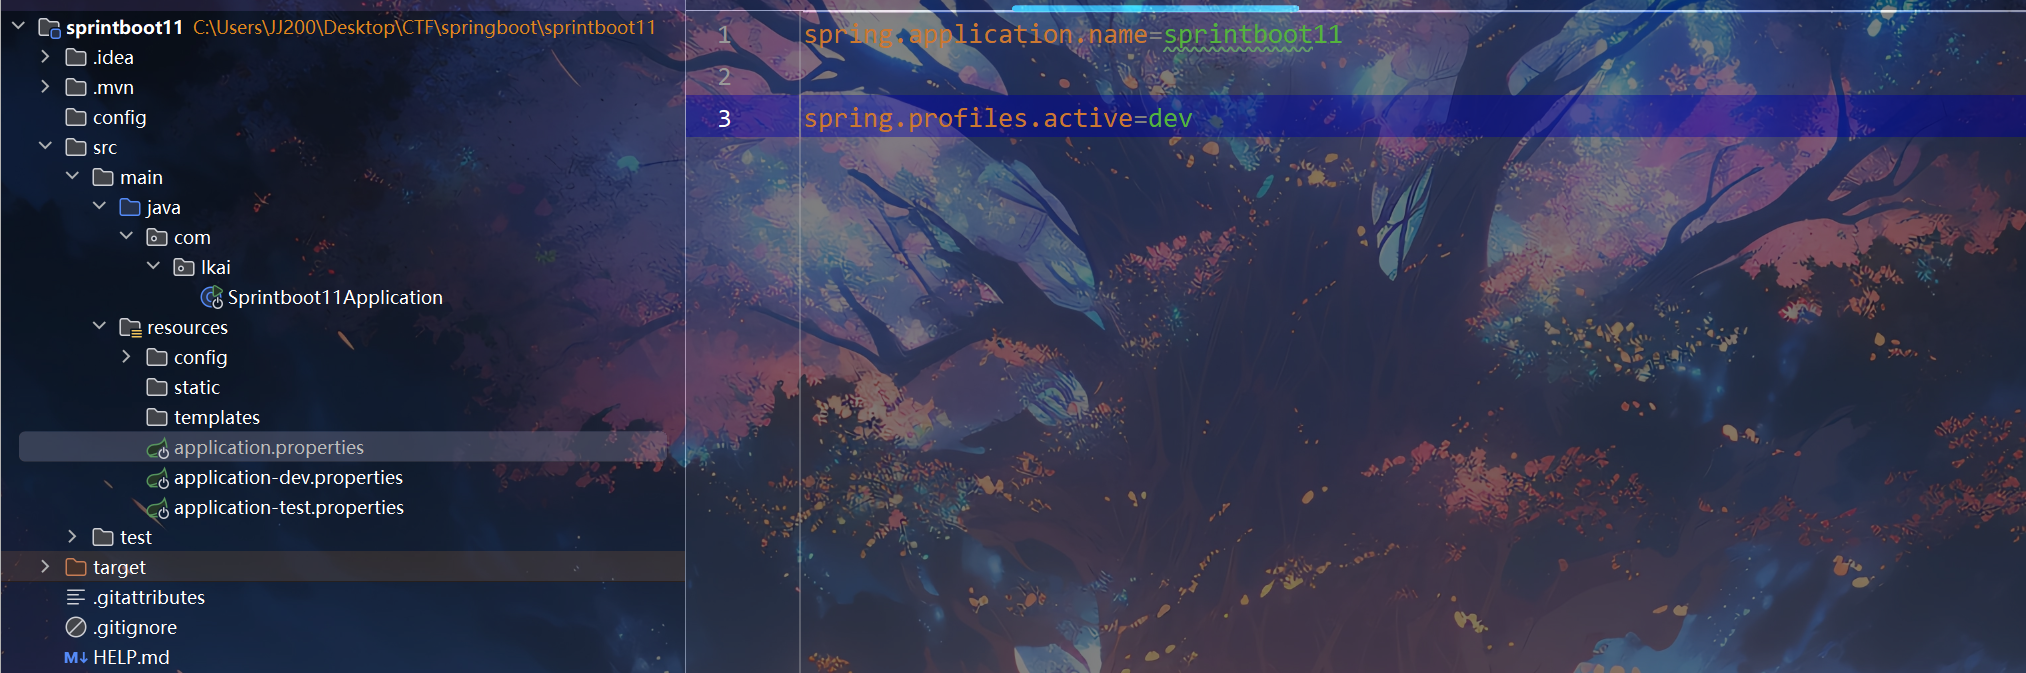 sprintboot11 C:\Users\JJ200\Desktop\CTF\springboot\sprintboot11
.idea
.mvn
config
src
main
java
com
lkai
Sprintboot11Application
resources
config
static
templates
application.properties
application-dev.properties
application-test.properties
test
target
.gitattributes
.gitignore
M↓ HELP.md
1 spring.application.name=sprintboot11
2
3 spring.profiles.active=dev